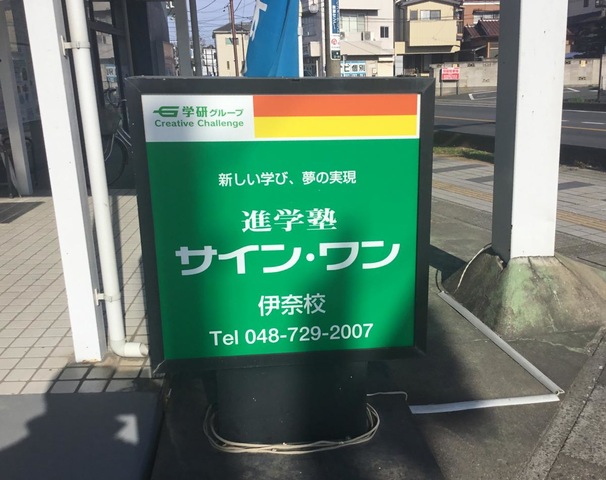 学研グループ
Creative Challenge
新しい学び、夢の実現
進学塾
サイン・ワン
伊奈校
Tel 048-729-2007